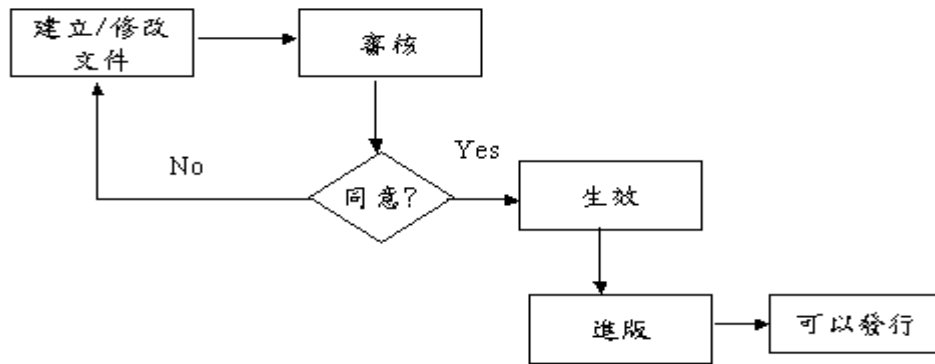 建立/修改
文件
審核
No
Yes
同意?
生效
進版
可以發行